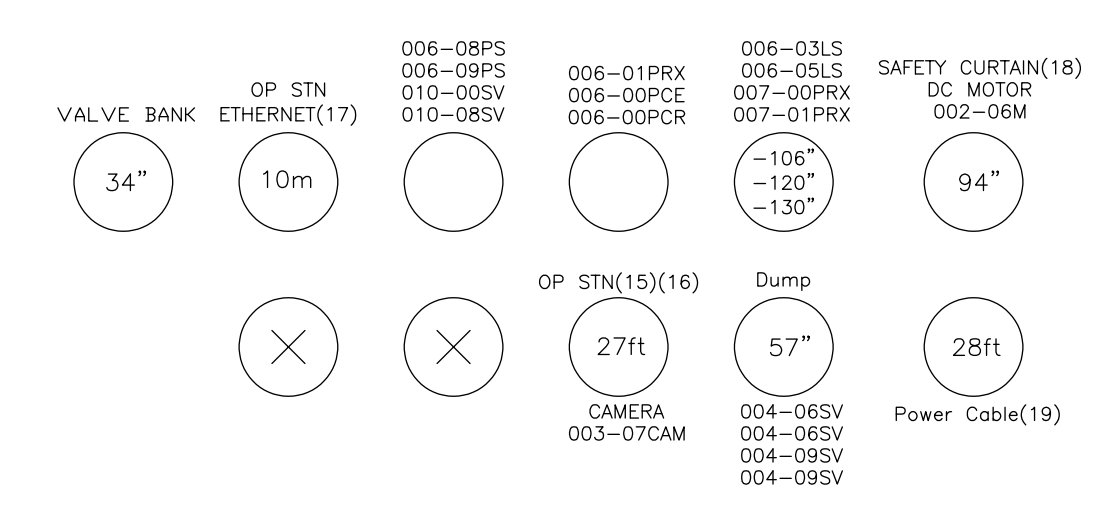 VALVE BANK
34”
OP STN
ETHERNET(17)
10m
006-08PS
006-09PS
010-00SV
010-08SV
006-01PRX
006-00PCE
006-00PCR
006-03LS
006-05LS
007-00PRX
007-01PRX
-106”
-120”
-130”
SAFETY CURTAIN(18)
DC MOTOR
002-06M
94”
OP STN(15)(16)
27ft
CAMERA
003-07CAM
Dump
57”
004-06SV
004-06SV
004-09SV
004-09SV
28ft
Power Cable(19)